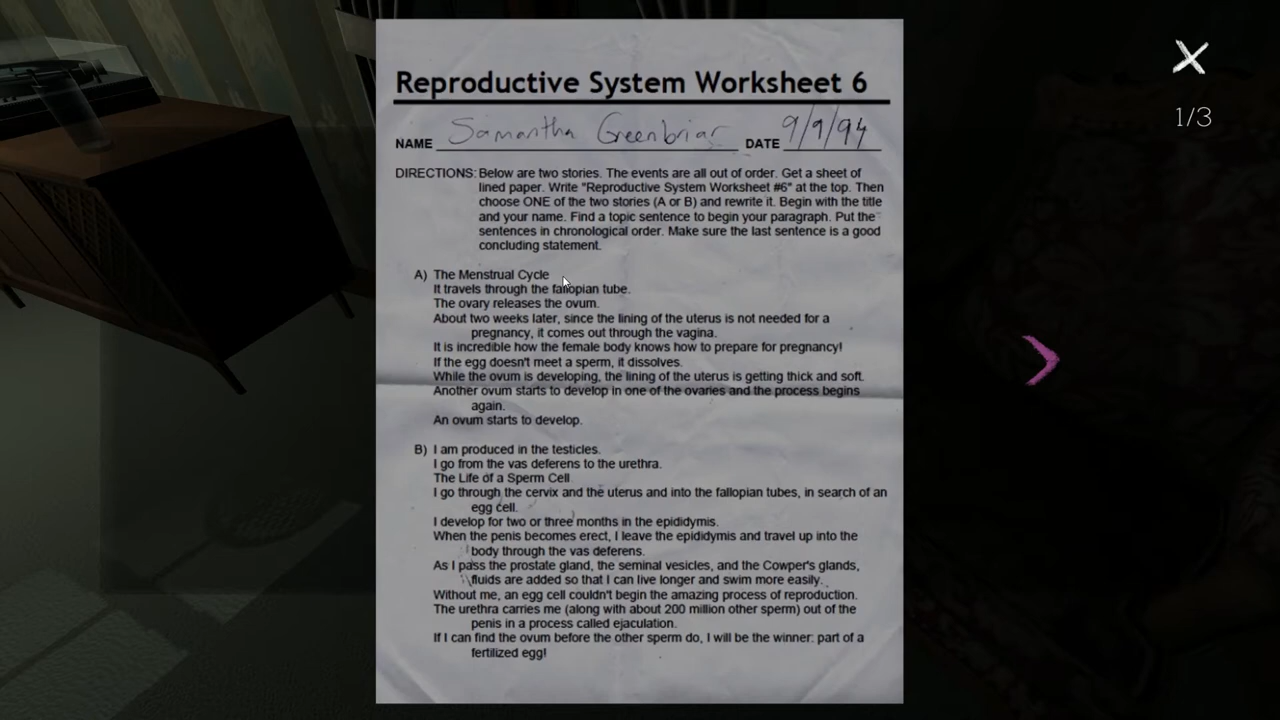 Reproductive System Worksheet 6
NAME Samantha Greenbriar DATE 9/9/94
1/3
DIRECTIONS: Below are two stories. The events are all out of order. Get a sheet of
lined paper. Write "Reproductive System Worksheet #6" at the top. Then
choose ONE of the two stories (A or B) and rewrite it. Begin with the title
and your name. Find a topic sentence to begin your paragraph. Put the
sentences in chronological order. Make sure the last sentence is a good
concluding statement.
A) The Menstrual Cycle
It travels through the fallopian tube.
The ovary releases the ovum.
About two weeks later, since the lining of the uterus is not needed for a
pregnancy, it comes out through the vagina.
It is incredible how the female body knows how to prepare for pregnancy!
If the egg doesn't meet a sperm, it dissolves.
While the ovum is developing, the lining of the uterus is getting thick and soft.
Another ovum starts to develop in one of the ovaries and the process begins
again.
An ovum starts to develop.
B) I am produced in the testicles.
I go from the vas deferens to the urethra.
The Life of a Sperm Cell
I go through the cervix and the uterus and into the fallopian tubes, in search of an
egg cell.
I develop for two or three months in the epididymis.
When the penis becomes erect, I leave the epididymis and travel up into the
body through the vas deferens.
As I pass the prostate gland, the seminal vesicles, and the Cowper's glands,
fluids are added so that I can live longer and swim more easily.
Without me, an egg cell couldn't begin the amazing process of reproduction.
The urethra carries me (along with about 200 million other sperm) out of the
penis in a process called ejaculation.
If I can find the ovum before the other sperm do, I will be the winner: part of a
fertilized egg!